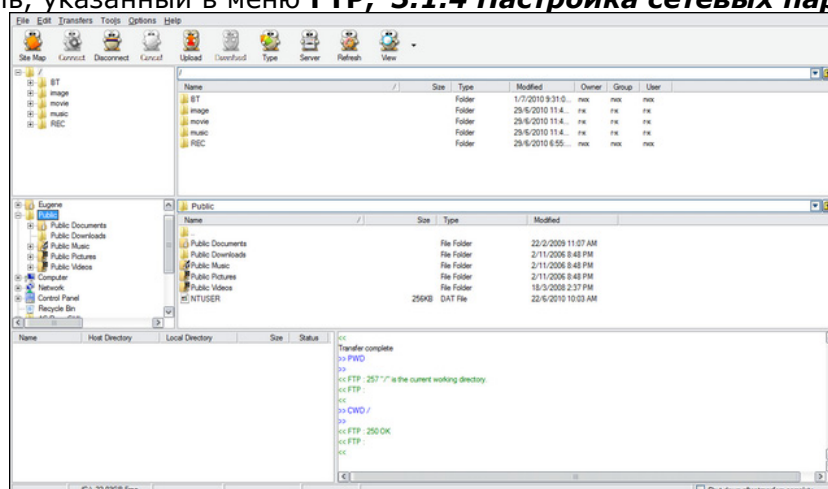 ль, указанный в меню FTP, 3.1.4 Настройка сетевых пар
File Edit Transfers Tools Options Help
Site Map Connect Disconnect Cancel Upload Download Type Server Refresh View
/
BT
image
movie
music
REC
/
Name / Size Type Modified Owner Group User
BT Folder 1/7/2010 9:31:0... rwx rwx rwx
image Folder 29/6/2010 11:4... r-x r-x r-x
movie Folder 29/6/2010 11:4... r-x r-x r-x
music Folder 29/6/2010 11:4... r-x r-x r-x
REC Folder 29/6/2010 6:55:... rwx rwx rwx
Eugene
Public
Public Documents
Public Downloads
Public Music
Public Pictures
Public Videos
Computer
Network
Control Panel
Recycle Bin
Public
Name / Size Type Modified
..
Public Documents File Folder 22/2/2009 11:07 AM
Public Downloads File Folder 2/11/2006 8:48 PM
Public Music File Folder 2/11/2006 8:48 PM
Public Pictures File Folder 2/11/2006 8:48 PM
Public Videos File Folder 18/3/2008 2:37 PM
NTUSER 256KB DAT File 22/6/2010 10:03 AM
Name Host Directory Local Directory Size Status
<<
Transfer complete
>> PWD
>>
<< FTP : 257 "/" is the current working directory.
<< FTP :
<<
>> CWD /
>>
<< FTP : 250 OK
<< FTP :
<<